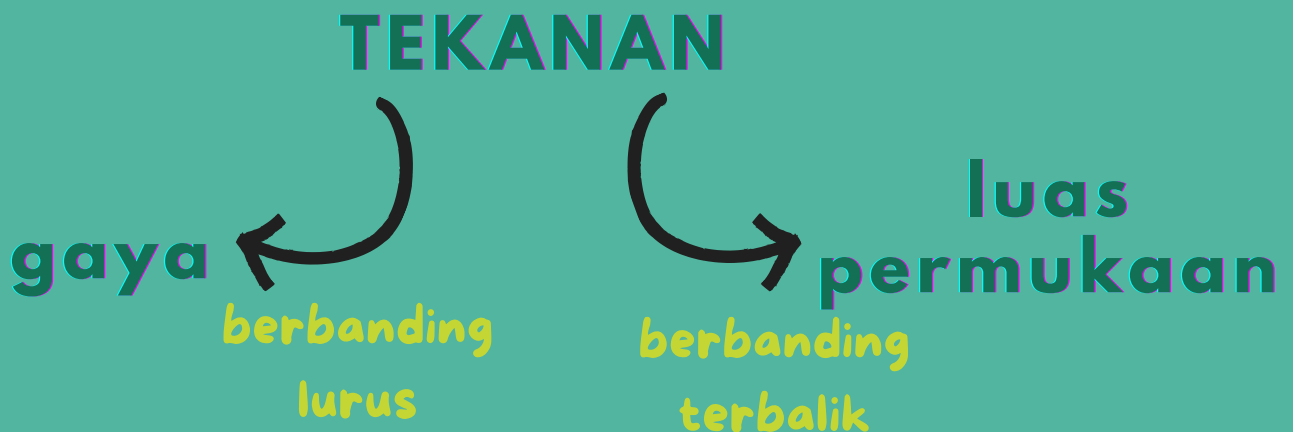 TEKANAN
gaya
luas
permukaan
berbanding
lurus
berbanding
terbalik